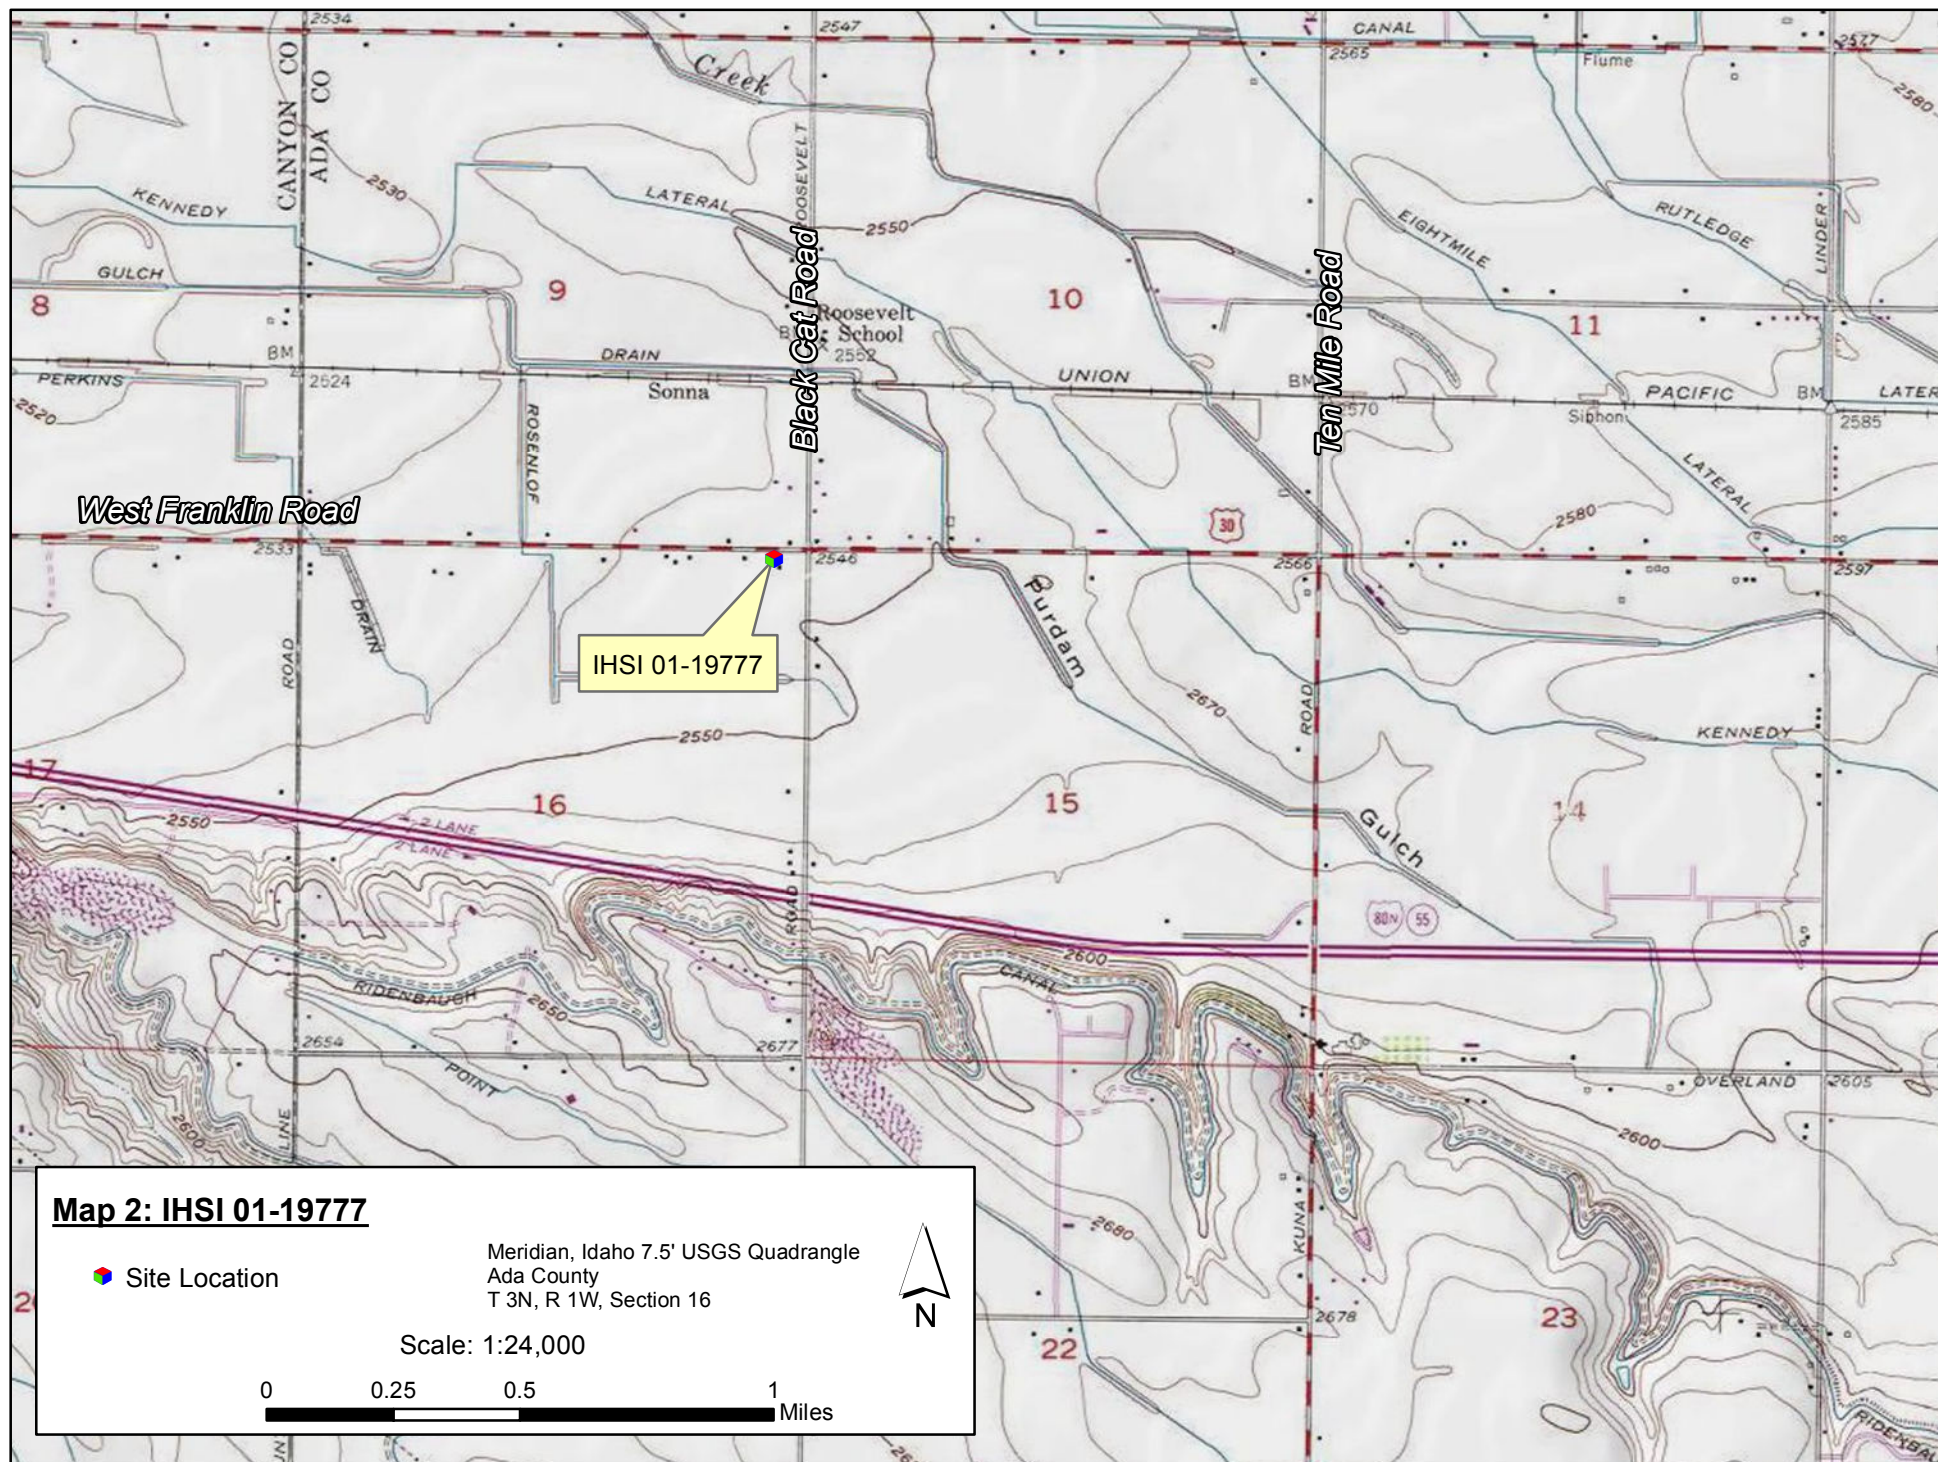 2534
2547
CANAL
2565
Flume
2577
2580
Creek
CANYON CO
ADA CO
ROOSEVELT
2530
KENNEDY
LATERAL
2550
EIGHTMILE
RUTLEDGE
LINDER
GULCH
8
9
10
11
Roosevelt
School
BM
2552
Black Cat Road
Ten Mile Road
BM
2524
DRAIN
UNION
BM
2570
PACIFIC
BM
LATER
2585
PERKINS
2520
Sonna
Siphon
ROSENLOF
LATERAL
West Franklin Road
2533
2546
30
2566
2580
2597
DRAIN
ROAD
IHSI 01-19777
Purdam
2670
ROAD
KENNEDY
2550
17
16
15
14
2550
2 LANE
2 LANE
Gulch
ROAD
80N
55
2600
CANAL
RIDENBAUGH
2650
2654
2677
POINT
OVERLAND
2605
2600
LINE
2600
2680
KUNA
2678
22
23
RIDENBAU
Map 2: IHSI 01-19777
Site Location
Meridian, Idaho 7.5' USGS Quadrangle
Ada County
T 3N, R 1W, Section 16
N
Scale: 1:24,000
0 0.25 0.5 1
Miles